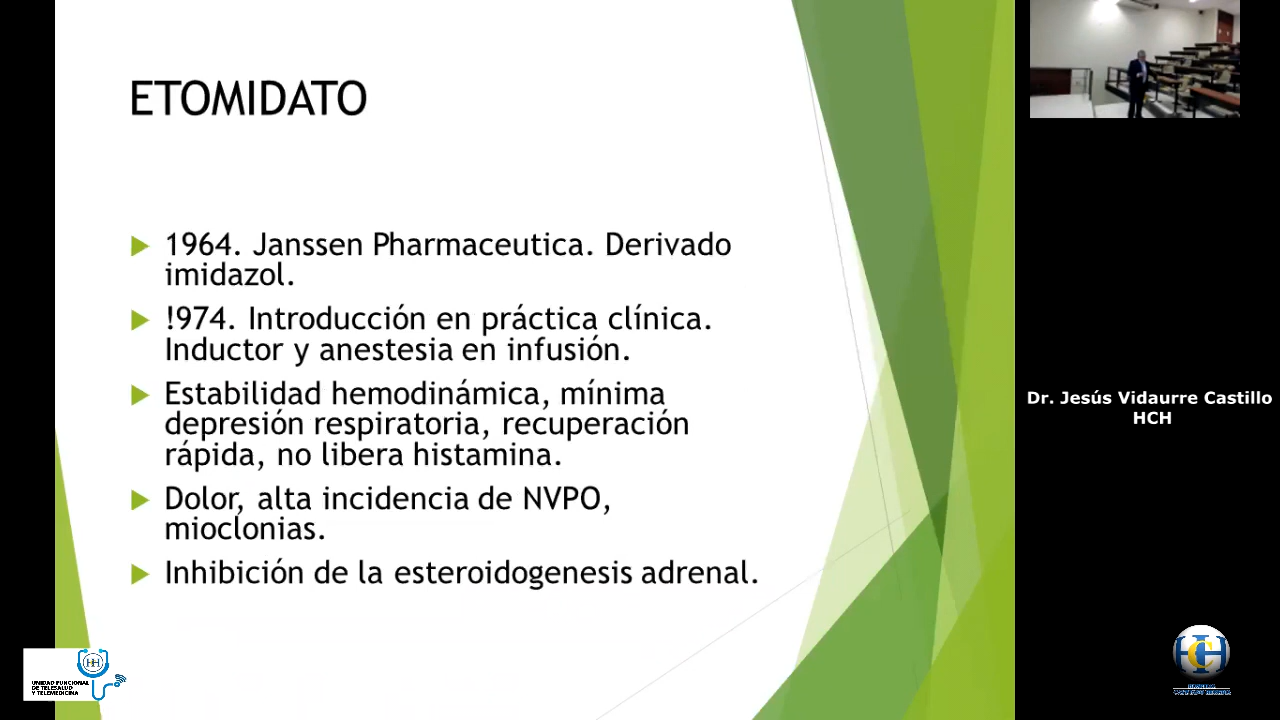 ETOMIDATO
1964. Janssen Pharmaceutica. Derivado
imidazol.
!974. Introducción en práctica clínica.
Inductor y anestesia en infusión.
Estabilidad hemodinámica, mínima
depresión respiratoria, recuperación
rápida, no libera histamina.
Dolor, alta incidencia de NVPO,
mioclonias.
Inhibición de la esteroidogenesis adrenal.
Dr. Jesús Vidaurre Castillo
HCH
HH
UNIDAD FUNCIONAL
DE TELESALUD
Y TELEMEDICINA
HCH